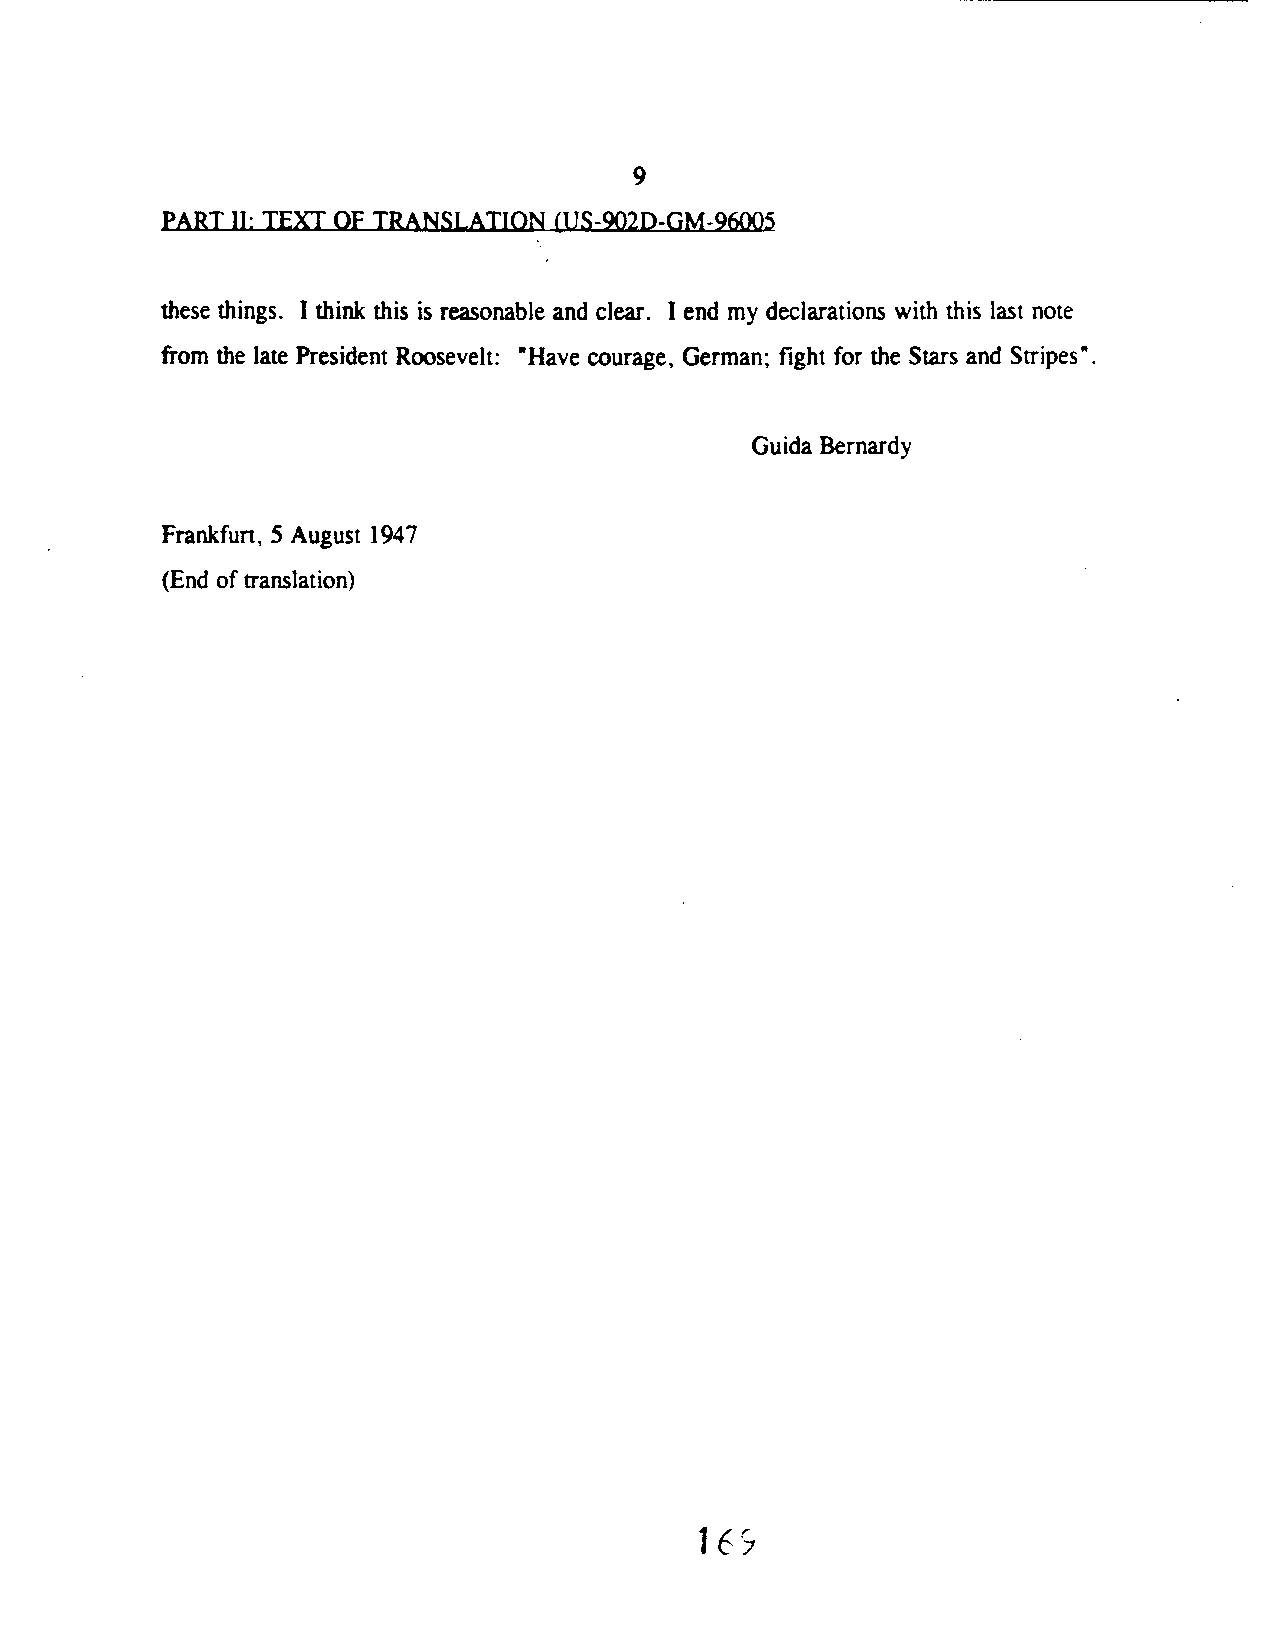 9
PART II: TEXT OF TRANSLATION (US-902D-GM-96005
these things. I think this is reasonable and clear. I end my declarations with this last note
from the late President Roosevelt: "Have courage, German; fight for the Stars and Stripes".
Guida Bernardy
Frankfurt, 5 August 1947
(End of translation)